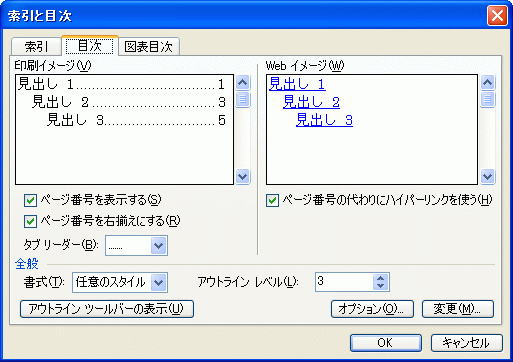 索引と目次
索引 目次 図表目次
印刷イメージ(V)
見出し 1..............................1
見出し 2..........................3
見出し 3......................5
Web イメージ(W)
見出し 1
見出し 2
見出し 3
ページ番号を表示する(S)
ページ番号を右揃えにする(R)
タブ リーダー(B): ......
ページ番号の代わりにハイパーリンクを使う(H)
全般
書式(T): 任意のスタイル アウトライン レベル(L): 3
アウトライン ツールバーの表示(U) オプション(O)... 変更(M)...
OK キャンセル